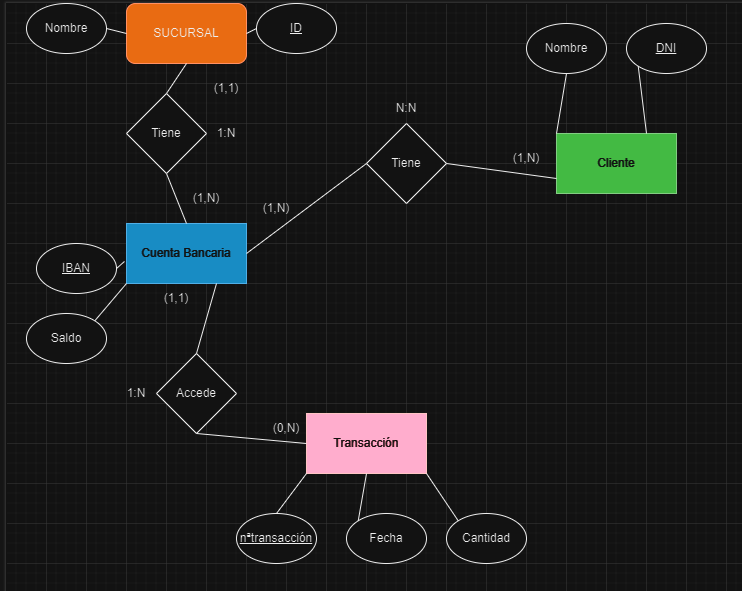 Nombre
SUCURSAL
ID
Nombre
DNI
(1,1)
N:N
Tiene
1:N
Tiene
(1,N)
Cliente
(1,N)
(1,N)
Cuenta Bancaria
IBAN
(1,1)
Saldo
1:N
Accede
(0,N)
Transacción
nªtransacción
Fecha
Cantidad